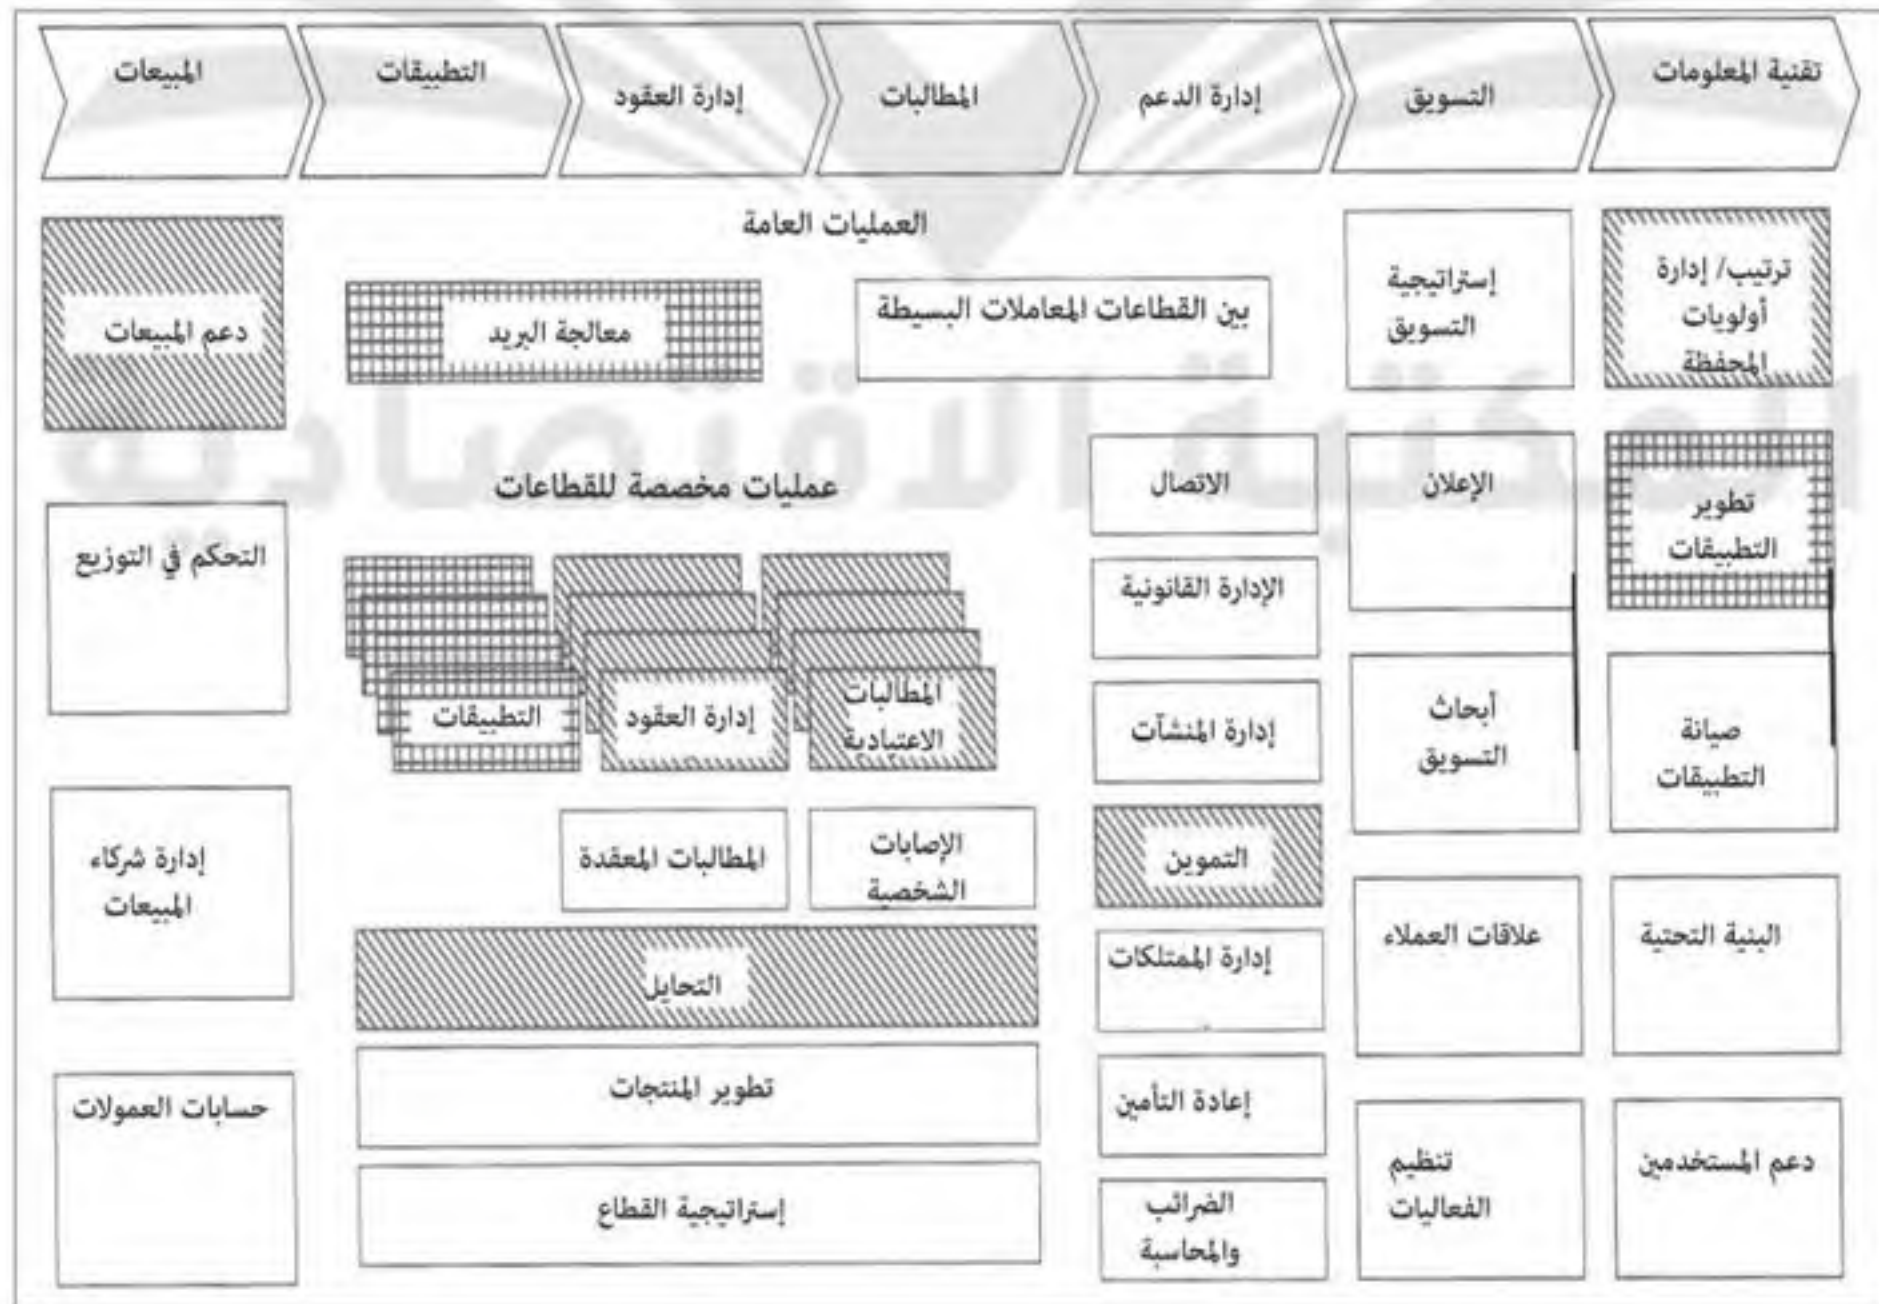 تقنية المعلومات
التسويق
إدارة الدعم
المطالبات
إدارة العقود
التطبيقات
المبيعات
العمليات العامة
ترتيب/ إدارة
أولويات
المحفظة
إستراتيجية
التسويق
بين القطاعات المعاملات البسيطة
معالجة البريد
دعم المبيعات
المكتبة الاقتصادية
تطوير
التطبيقات
الإعلان
الاتصال
عمليات مخصصة للقطاعات
التحكم في التوزيع
الإدارة القانونية
صيانة
التطبيقات
أبحاث
التسويق
إدارة المنشآت
المطالبات
الاعتيادية
إدارة العقود
التطبيقات
التموين
الإصابات
الشخصية
المطالبات المعقدة
إدارة شركاء
المبيعات
البنية التحتية
علاقات العملاء
إدارة الممتلكات
التحايل
تطوير المنتجات
إعادة التأمين
حسابات العمولات
دعم المستخدمين
تنظيم
الفعاليات
الضرائب
والمحاسبة
إستراتيجية القطاع